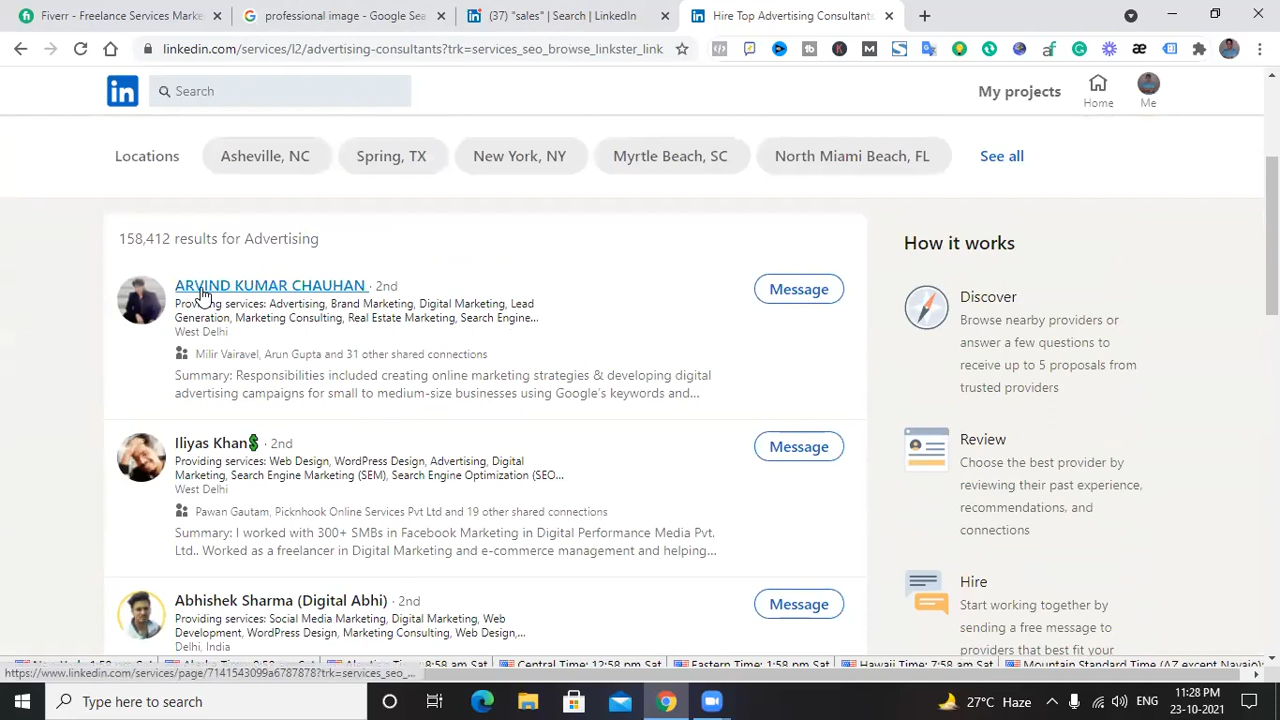 Fiverr - Freelance Services Marke
professional image - Google Sea
(37) "sales" | Search | LinkedIn
Hire Top Advertising Consultants
linkedin.com/services/l2/advertising-consultants?trk=services_seo_browse_linkster_link
in
Search
My projects
Home
Me
Locations
Asheville, NC
Spring, TX
New York, NY
Myrtle Beach, SC
North Miami Beach, FL
See all
158,412 results for Advertising
ARVIND KUMAR CHAUHAN · 2nd
Providing services: Advertising, Brand Marketing, Digital Marketing, Lead
Generation, Marketing Consulting, Real Estate Marketing, Search Engine...
West Delhi
Milir Vairavel, Arun Gupta and 31 other shared connections
Summary: Responsibilities included creating online marketing strategies & developing digital
advertising campaigns for small to medium-size businesses using Google's keywords and...
Message
Iliyas Khan💲 · 2nd
Providing services: Web Design, WordPress Design, Advertising, Digital
Marketing, Search Engine Marketing (SEM), Search Engine Optimization (SEO...
West Delhi
Pawan Gautam, Picknhook Online Services Pvt Ltd and 19 other shared connections
Summary: I worked with 300+ SMBs in Facebook Marketing in Digital Performance Media Pvt.
Ltd.. Worked as a freelancer in Digital Marketing and e-commerce management and helping...
Message
Abhishek Sharma (Digital Abhi) · 2nd
Providing services: Social Media Marketing, Digital Marketing, Web
Development, WordPress Design, Marketing Consulting, Web Design,...
Delhi, India
Message
How it works
Discover
Browse nearby providers or
answer a few questions to
receive up to 5 proposals from
trusted providers
Review
Choose the best provider by
reviewing their past experience,
recommendations, and
connections
Hire
Start working together by
sending a free message to
providers that best fit your
Central Time: 12:58 pm Sat
Eastern Time: 1:58 pm Sat
Hawaii Time: 7:58 am Sat
Mountain Standard Time (AZ except Navajo)
https://www.linkedin.com/services/page/7141543099a6787878?trk=services_seo_...
Type here to search
27°C Haze
ENG
11:28 PM
23-10-2021